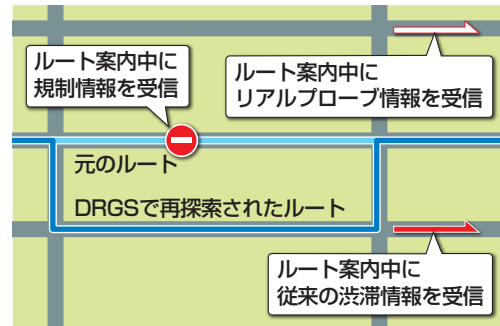 ルート案内中に
規制情報を受信
ルート案内中に
リアルプローブ情報を受信
元のルート
DRGSで再探索されたルート
ルート案内中に
従来の渋滞情報を受信